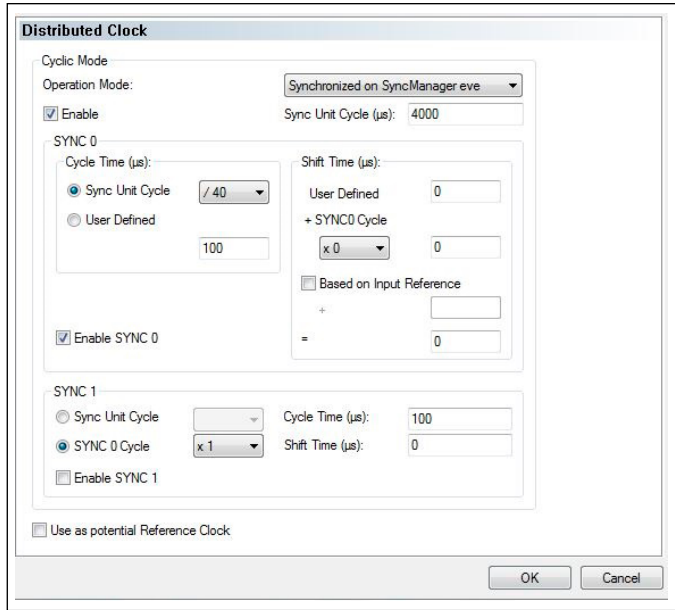 Distributed Clock
Cyclic Mode
Operation Mode: Synchronized on SyncManager eve
Enable Sync Unit Cycle (µs): 4000
SYNC 0
Cycle Time (µs): Shift Time (µs):
Sync Unit Cycle / 40 User Defined 0
User Defined + SYNC0 Cycle
100 x 0 0
Based on Input Reference
+
Enable SYNC 0 = 0
SYNC 1
Sync Unit Cycle Cycle Time (µs): 100
SYNC 0 Cycle x 1 Shift Time (µs): 0
Enable SYNC 1
Use as potential Reference Clock
OK Cancel